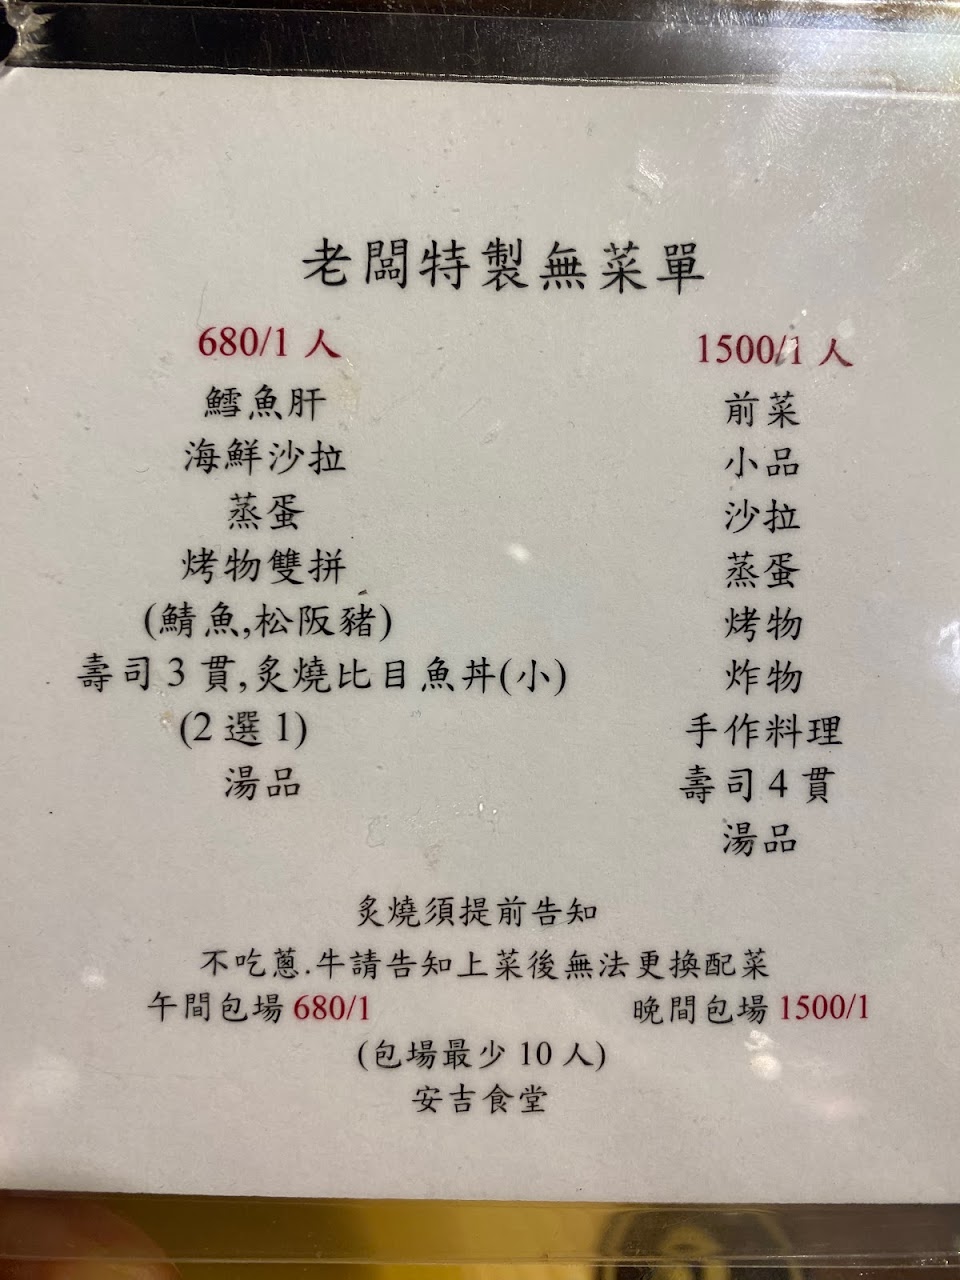 老闆特製無菜單
680/1 人
鱈魚肝
海鮮沙拉
蒸蛋
烤物雙拼
(鯖魚,松阪豬)
壽司 3 貫,炙燒比目魚丼(小)
(2 選 1)
湯品
1500/1 人
前菜
小品
沙拉
蒸蛋
烤物
炸物
手作料理
壽司 4 貫
湯品
炙燒須提前告知
不吃蔥.牛請告知上菜後無法更換配菜
午間包場 680/1
晚間包場 1500/1
(包場最少 10 人)
安吉食堂